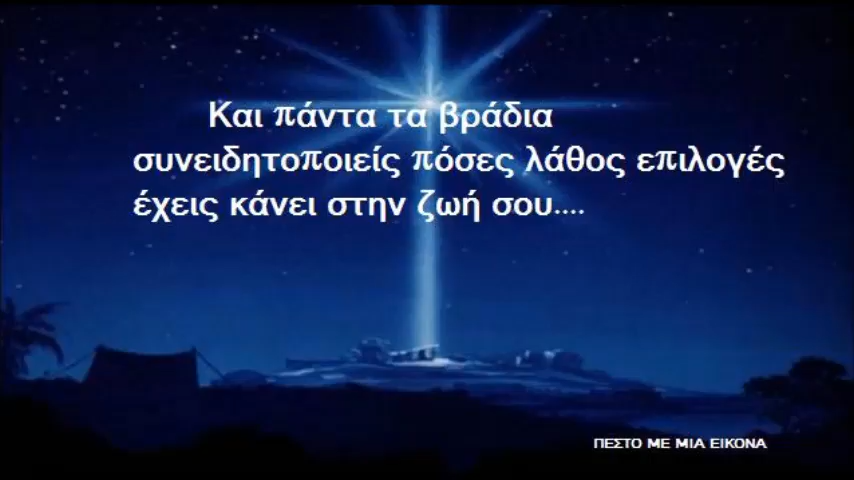 Και πάντα τα βράδια
συνειδητοποιείς πόσες λάθος επιλογές
έχεις κάνει στην ζωή σου....
ΠΕΣΤΟ ΜΕ ΜΙΑ ΕΙΚΟΝΑ